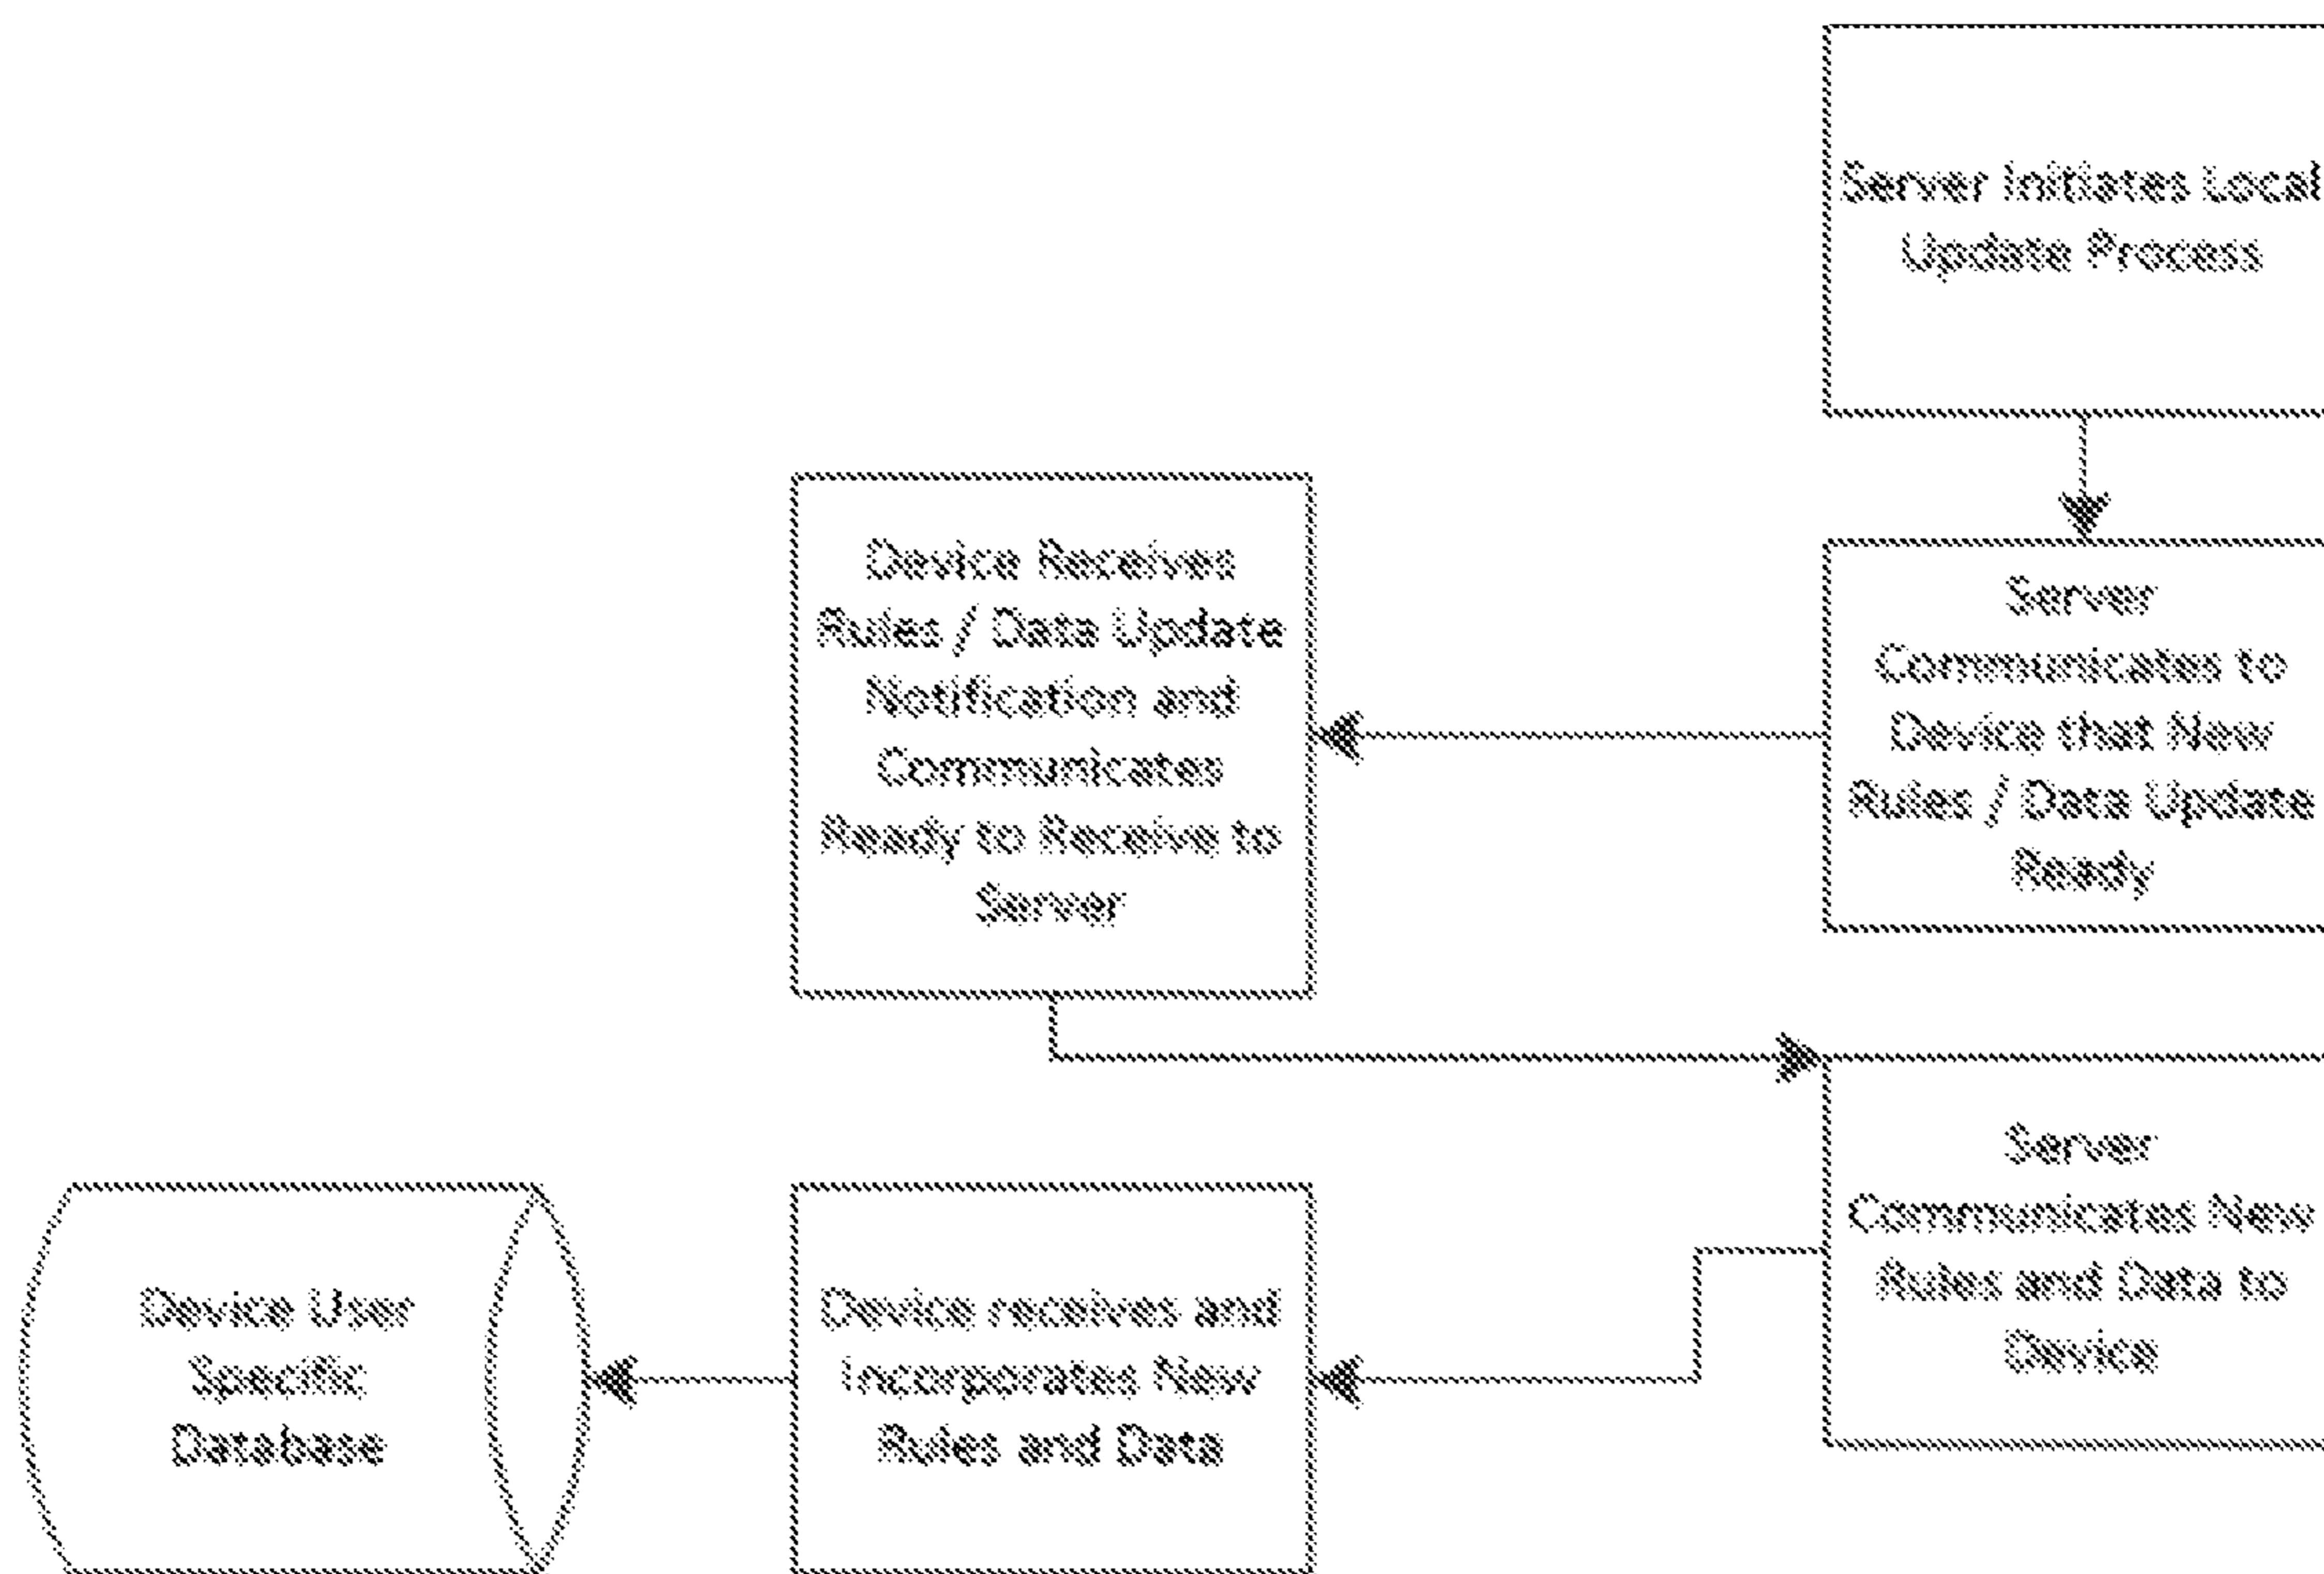 Server Initiates Local
Update Process
Server
Communicates to
Device that New
Rules / Data Update
Ready
Device Receives
Rules / Data Update
Notification and
Communicates
Ready to Receive to
Server
Server
Communicates New
Rules and Data to
Device
Device receives and
incorporates New
Rules and Data
Device User
Specific
Database